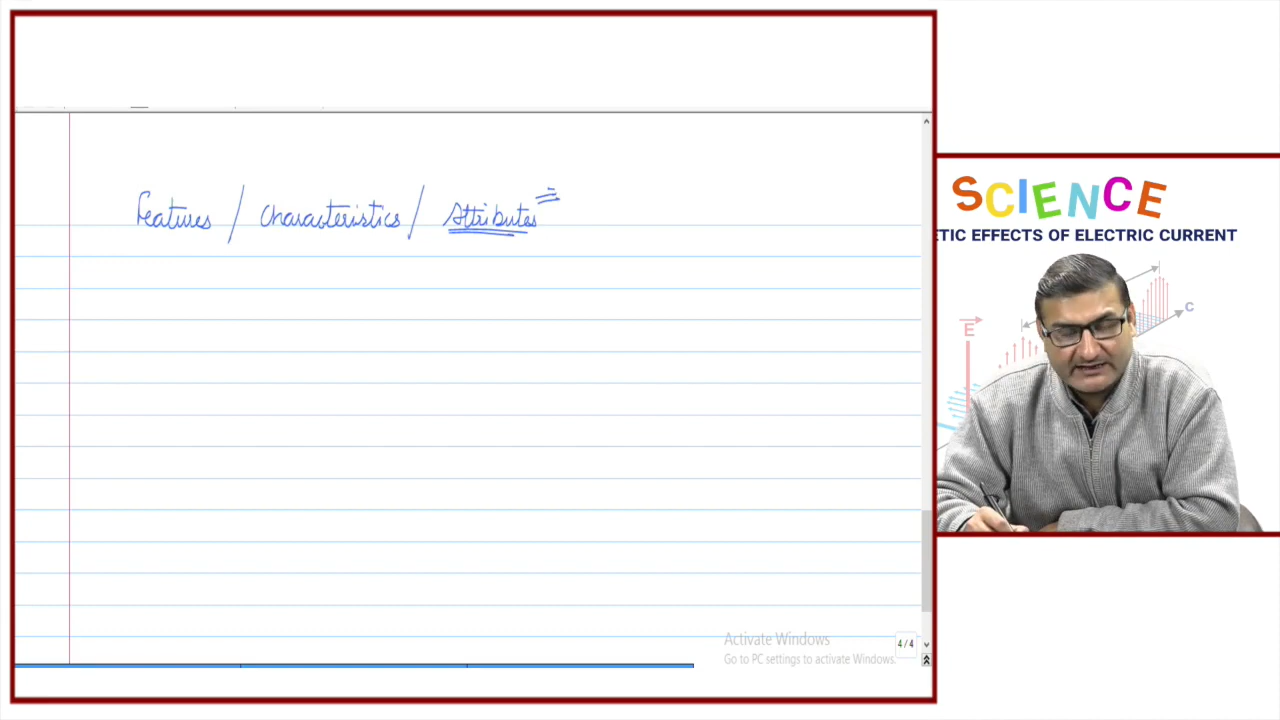 Features / Characteristics / Attributes
SCIENCE
ETIC EFFECTS OF ELECTRIC CURRENT
E
C
Activate Windows
Go to PC settings to activate Windows.
4 / 4